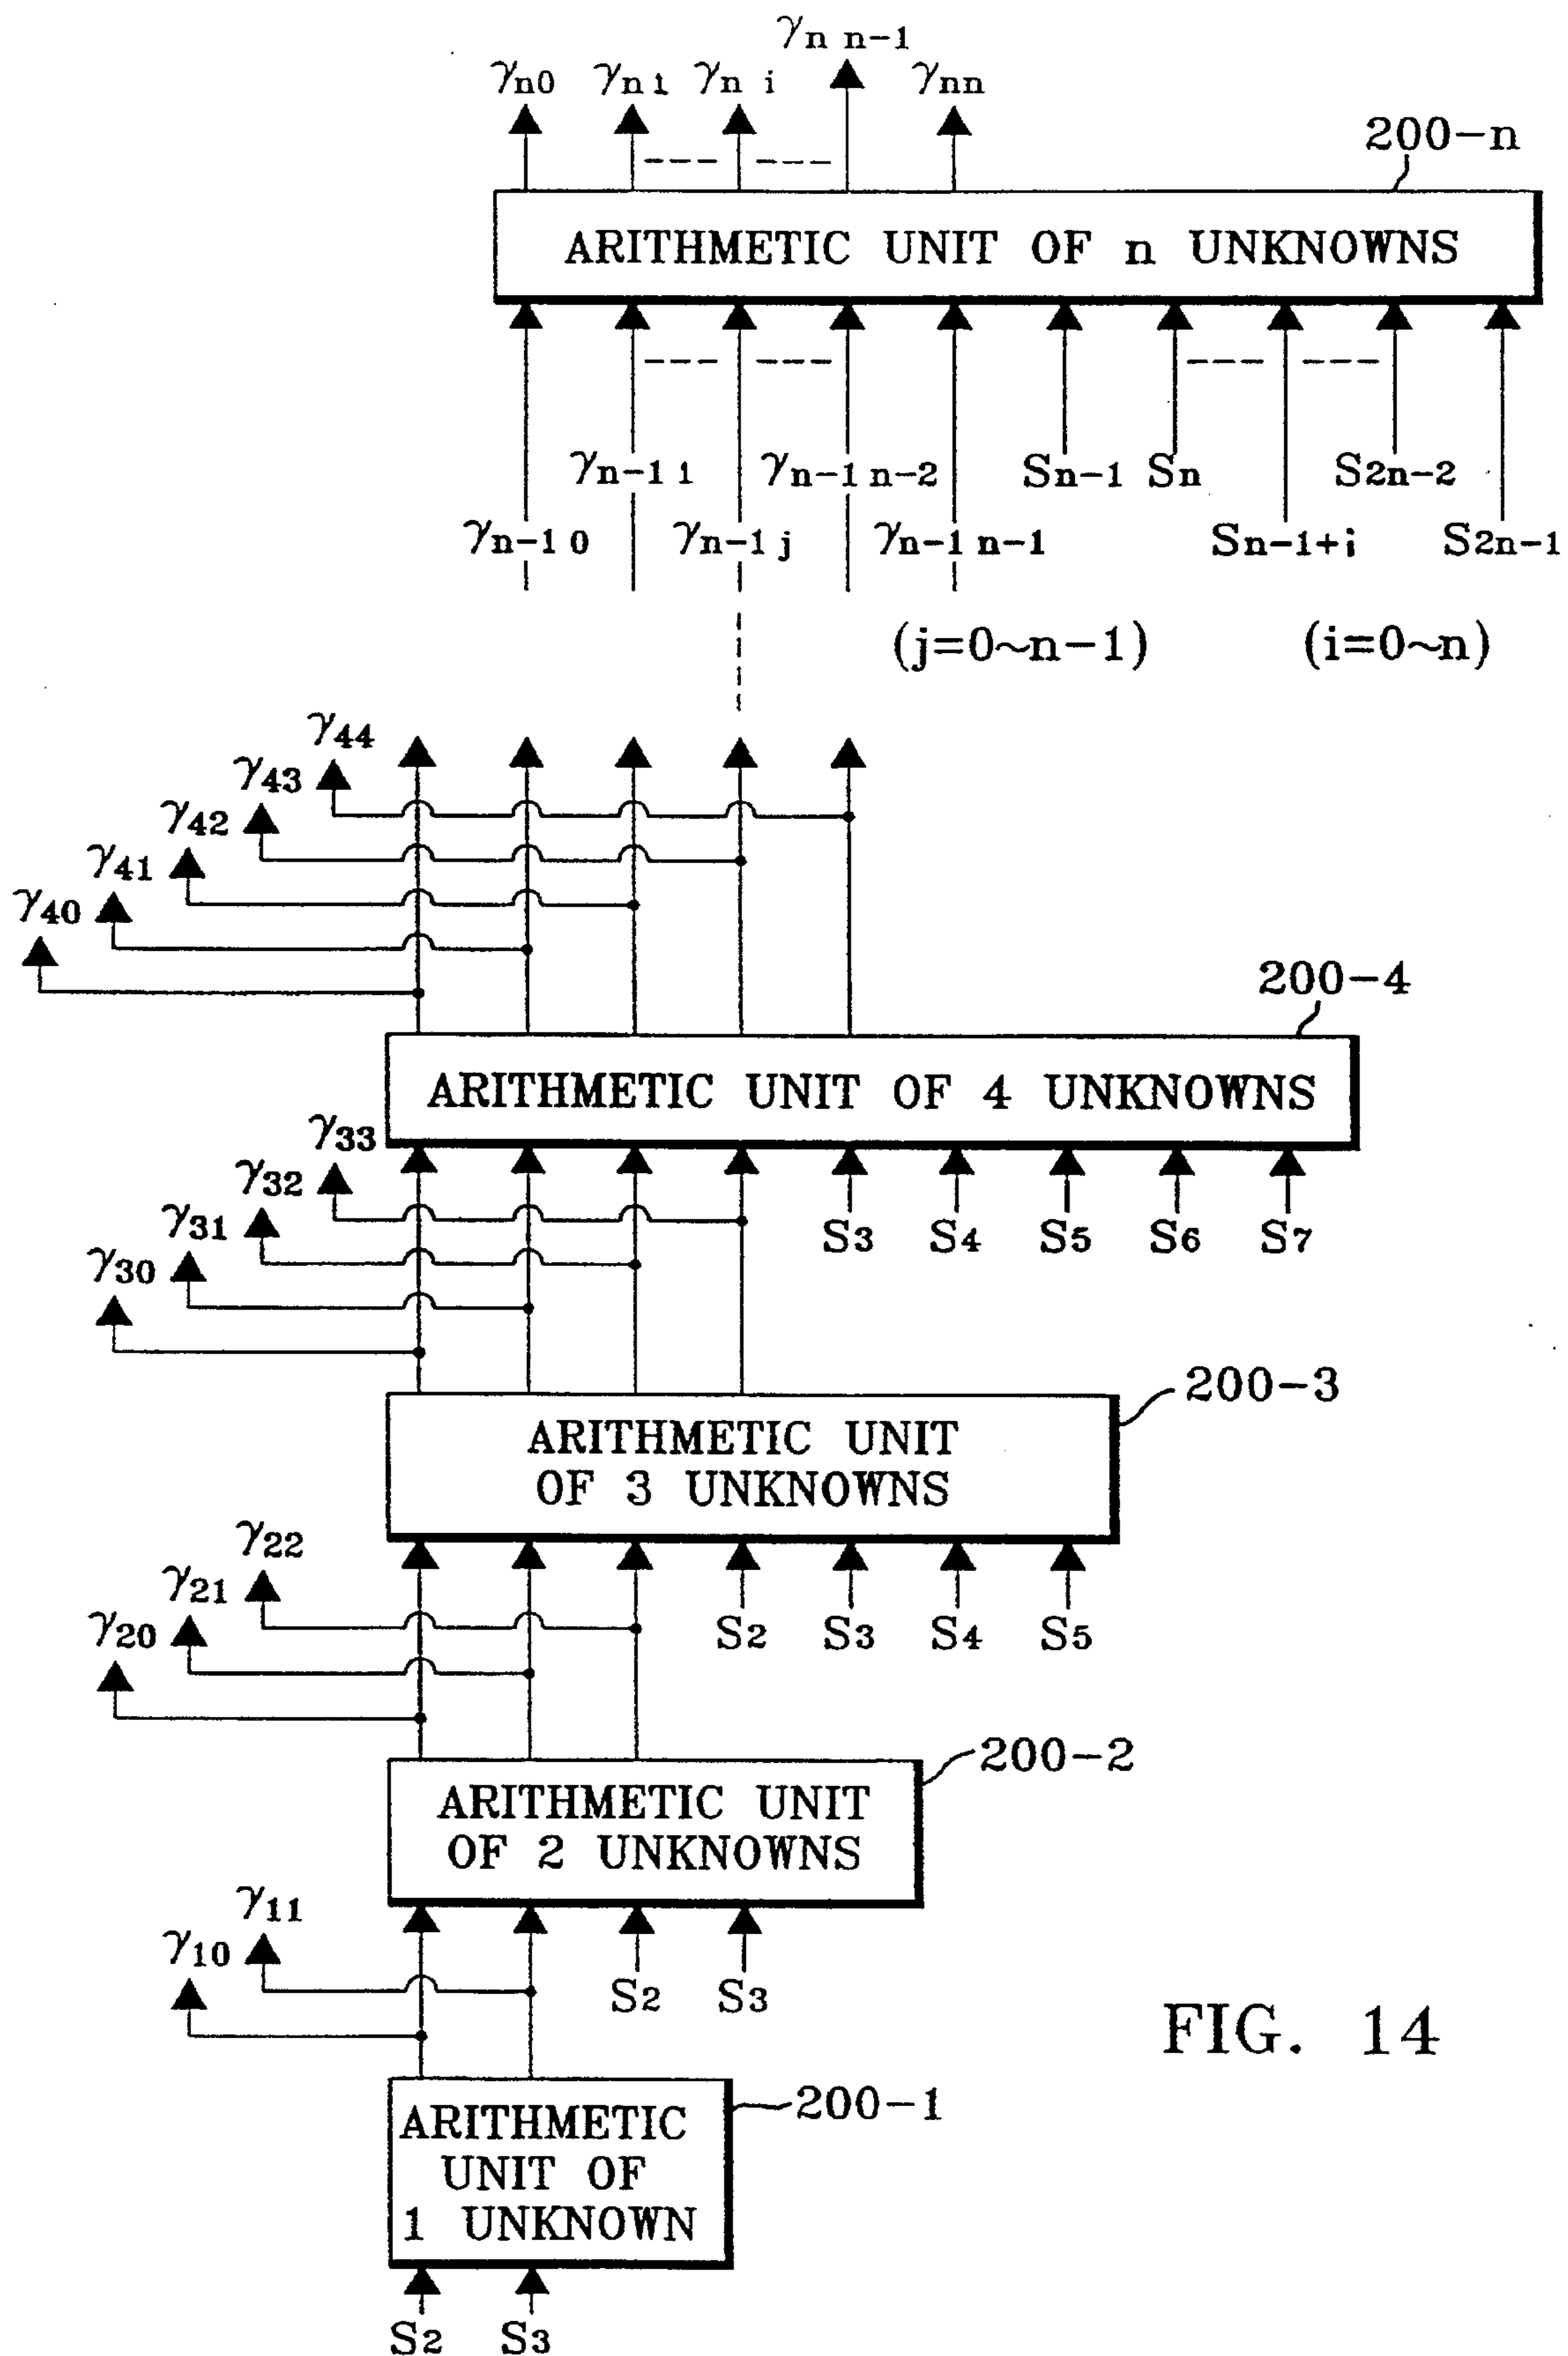 γn n-1
γn0 γn1 γn i γnn
200-n
ARITHMETIC UNIT OF n UNKNOWNS
γn-1 1 γn-1 n-2 Sn-1 Sn S2n-2
γn-1 0 γn-1 j γn-1 n-1 Sn-1+i S2n-1
(j=0~n-1) (i=0~n)
γ44
γ43
γ42
γ41
γ40
200-4
ARITHMETIC UNIT OF 4 UNKNOWNS
γ33
γ32
γ31
γ30
S3 S4 S5 S6 S7
200-3
ARITHMETIC UNIT
OF 3 UNKNOWNS
γ22
γ21
γ20
S2 S3 S4 S5
200-2
ARITHMETIC UNIT
OF 2 UNKNOWNS
γ11
γ10
S2 S3
FIG. 14
200-1
ARITHMETIC
UNIT OF
1 UNKNOWN
S2 S3